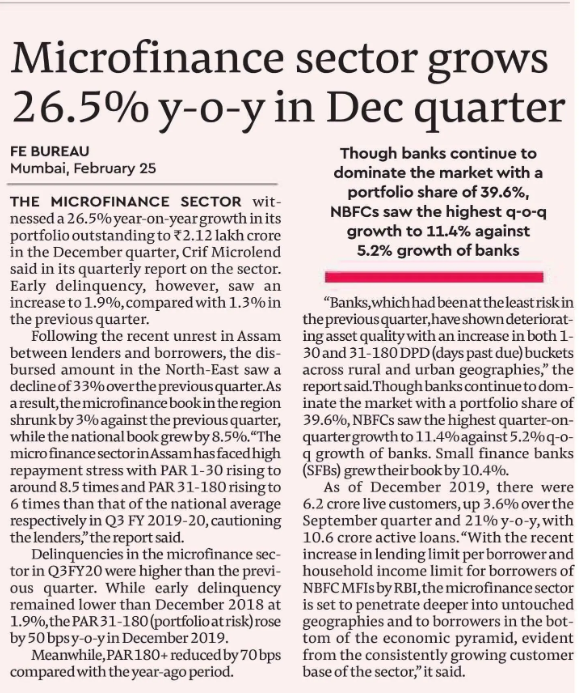 Microfinance sector grows
26.5% y-o-y in Dec quarter
FE BUREAU
Mumbai, February 25
THE MICROFINANCE SECTOR wit-
nessed a 26.5% year-on-year growth in its
portfolio outstanding to ₹2.12 lakh crore
in the December quarter, Crif Microlend
said in its quarterly report on the sector.
Early delinquency, however, saw an
increase to 1.9%, compared with 1.3% in
the previous quarter.
Following the recent unrest in Assam
between lenders and borrowers, the dis-
bursed amount in the North-East saw a
decline of 33% over the previous quarter. As
a result, the microfinance book in the region
shrunk by 3% against the previous quarter,
while the national book grew by 8.5%. "The
micro finance sector in Assam has faced high
repayment stress with PAR 1-30 rising to
around 8.5 times and PAR 31-180 rising to
6 times than that of the national average
respectively in Q3 FY 2019-20, cautioning
the lenders," the report said.
Delinquencies in the microfinance sec-
tor in Q3FY20 were higher than the previ-
ous quarter. While early delinquency
remained lower than December 2018 at
1.9%, the PAR 31-180 (portfolio at risk) rose
by 50 bps y-o-y in December 2019.
Meanwhile, PAR 180+ reduced by 70 bps
compared with the year-ago period.
Though banks continue to
dominate the market with a
portfolio share of 39.6%,
NBFCs saw the highest q-o-q
growth to 11.4% against
5.2% growth of banks
"Banks, which had been at the least risk in
the previous quarter, have shown deteriorat-
ing asset quality with an increase in both 1-
30 and 31-180 DPD (days past due) buckets
across rural and urban geographies," the
report said. Though banks continue to dom-
inate the market with a portfolio share of
39.6%, NBFCs saw the highest quarter-on-
quarter growth to 11.4% against 5.2% q-o-
q growth of banks. Small finance banks
(SFBs) grew their book by 10.4%.
As of December 2019, there were
6.2 crore live customers, up 3.6% over the
September quarter and 21% y-o-y, with
10.6 crore active loans. "With the recent
increase in lending limit per borrower and
household income limit for borrowers of
NBFC MFIs by RBI, the microfinance sector
is set to penetrate deeper into untouched
geographies and to borrowers in the bot-
tom of the economic pyramid, evident
from the consistently growing customer
base of the sector," it said.